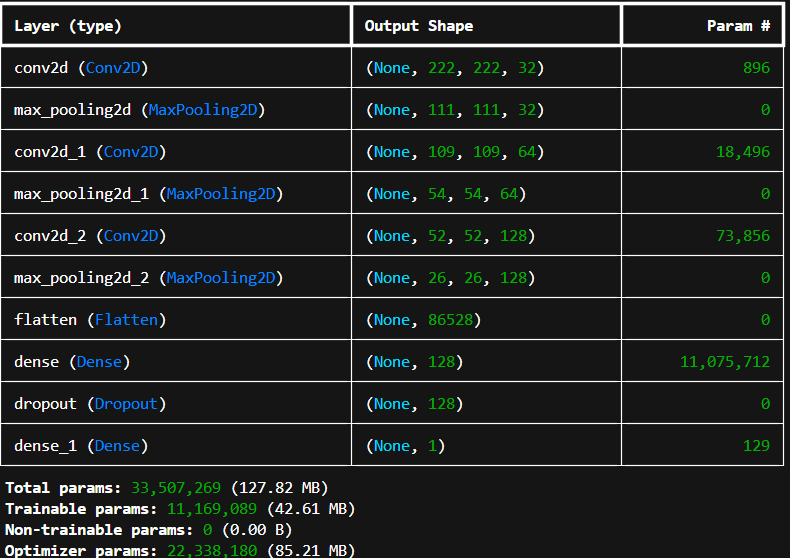 Layer (type) Output Shape Param #
conv2d (Conv2D) (None, 222, 222, 32) 896
max_pooling2d (MaxPooling2D) (None, 111, 111, 32) 0
conv2d_1 (Conv2D) (None, 109, 109, 64) 18,496
max_pooling2d_1 (MaxPooling2D) (None, 54, 54, 64) 0
conv2d_2 (Conv2D) (None, 52, 52, 128) 73,856
max_pooling2d_2 (MaxPooling2D) (None, 26, 26, 128) 0
flatten (Flatten) (None, 86528) 0
dense (Dense) (None, 128) 11,075,712
dropout (Dropout) (None, 128) 0
dense_1 (Dense) (None, 1) 129
Total params: 33,507,269 (127.82 MB)
Trainable params: 11,169,089 (42.61 MB)
Non-trainable params: 0 (0.00 B)
Optimizer params: 22,338,180 (85.21 MB)